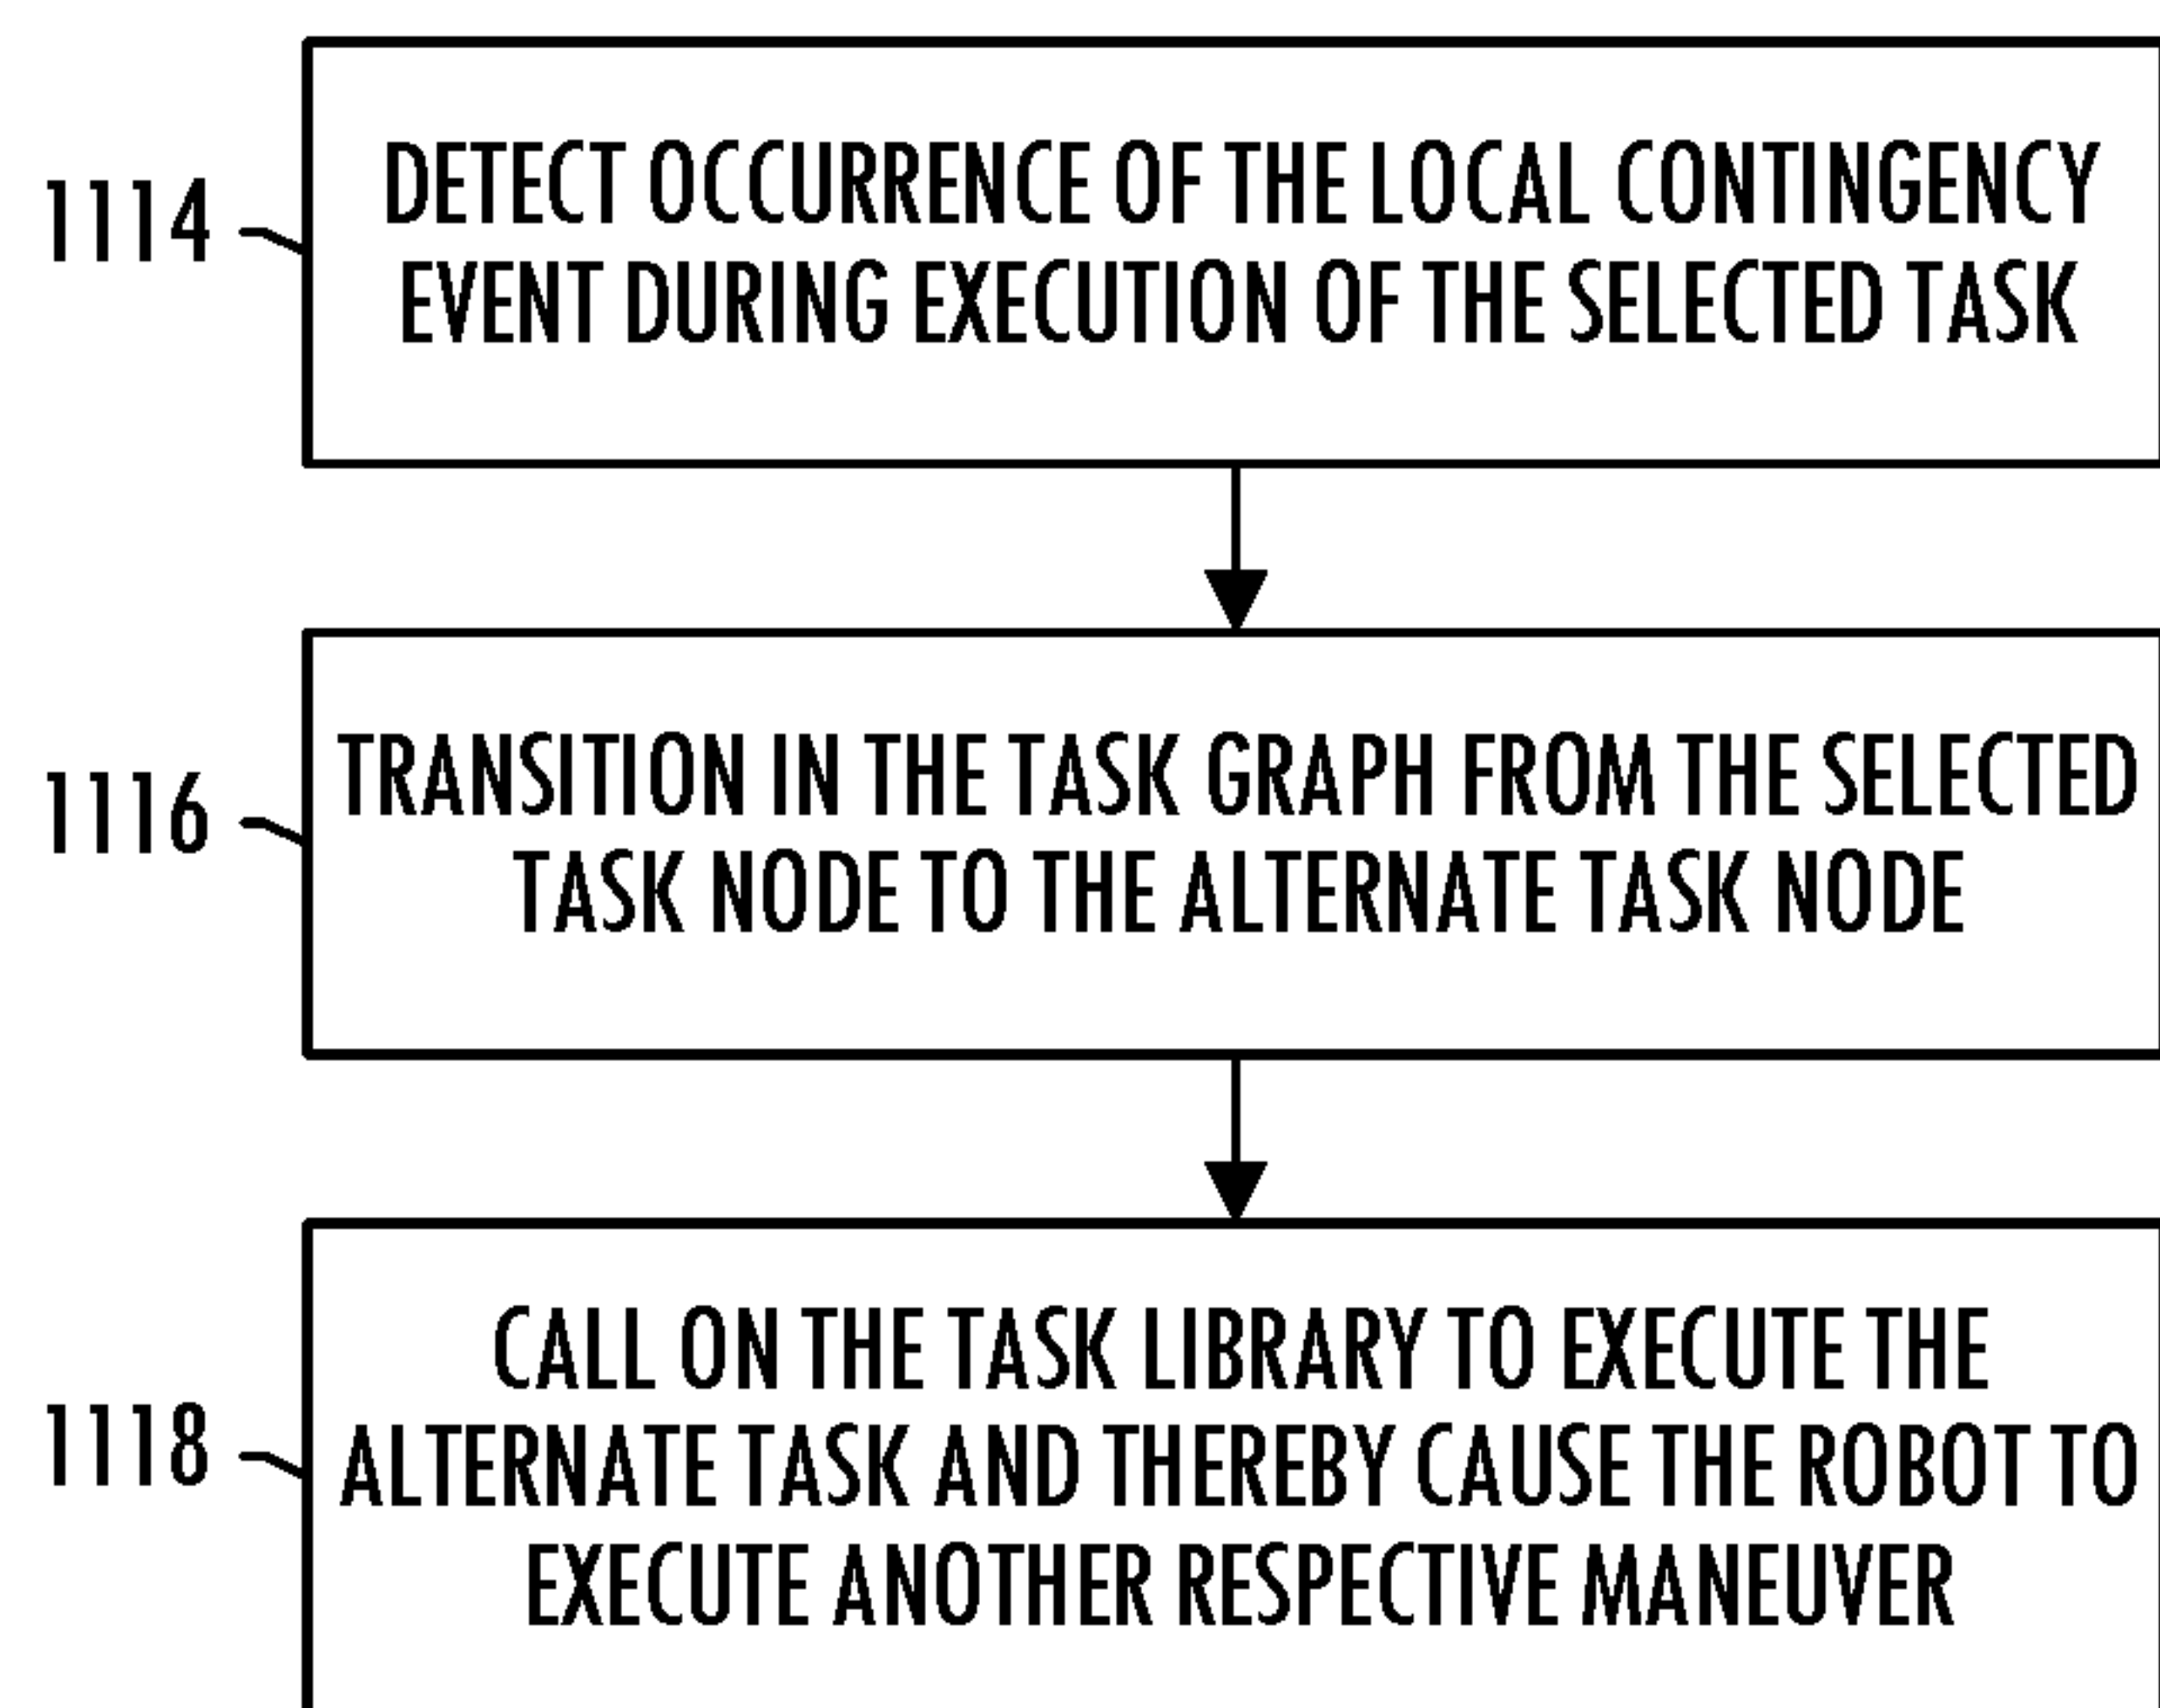 1114
DETECT OCCURRENCE OF THE LOCAL CONTINGENCY
EVENT DURING EXECUTION OF THE SELECTED TASK
1116
TRANSITION IN THE TASK GRAPH FROM THE SELECTED
TASK NODE TO THE ALTERNATE TASK NODE
1118
CALL ON THE TASK LIBRARY TO EXECUTE THE
ALTERNATE TASK AND THEREBY CAUSE THE ROBOT TO
EXECUTE ANOTHER RESPECTIVE MANEUVER